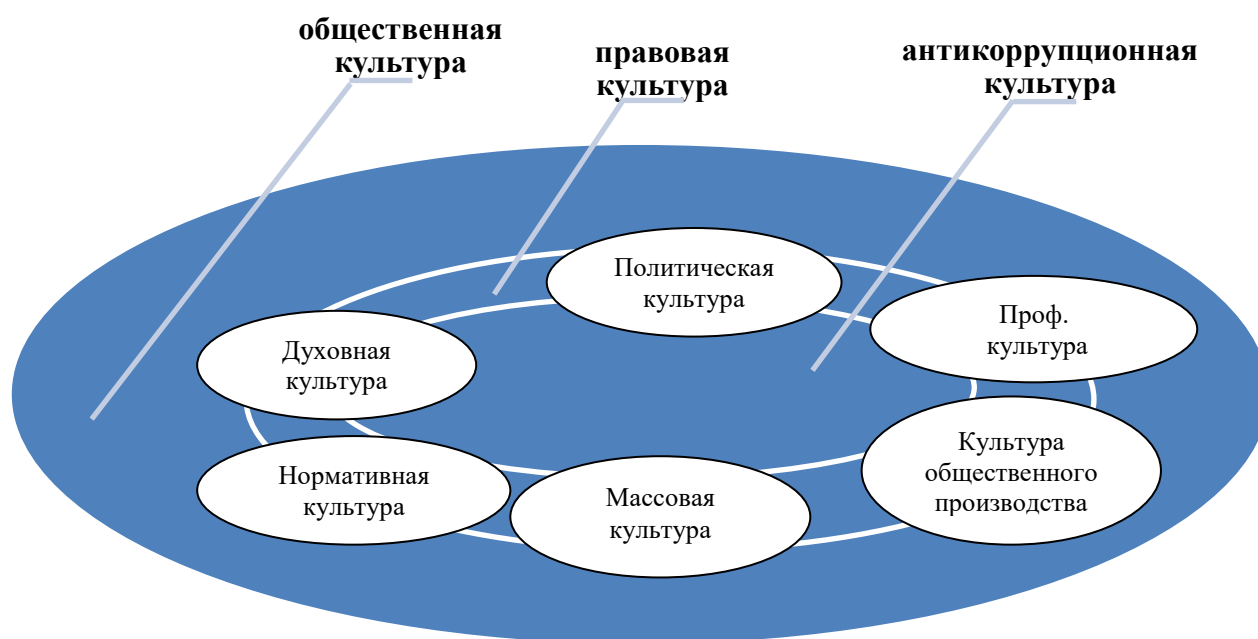 общественная
культура
правовая
культура
антикоррупционная
культура
Политическая
культура
Проф.
культура
Духовная
культура
Культура
общественного
производства
Нормативная
культура
Массовая
культура